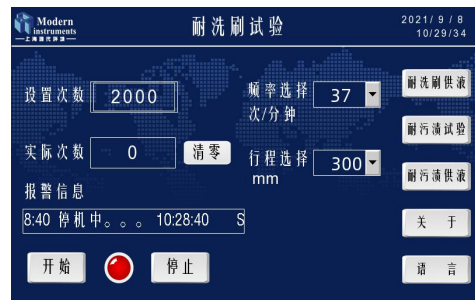 Modern
instruments
上海现代环境
耐洗刷试验
2021/ 9 / 8
10/29/34
设置次数 2000
频率选择 37
次/分钟
实际次数 0 清零
行程选择 300
mm
报警信息
8:40 停机中。。。 10:28:40 S
开始 停止
耐洗刷供液
耐污渍试验
耐污渍供液
关于
语言